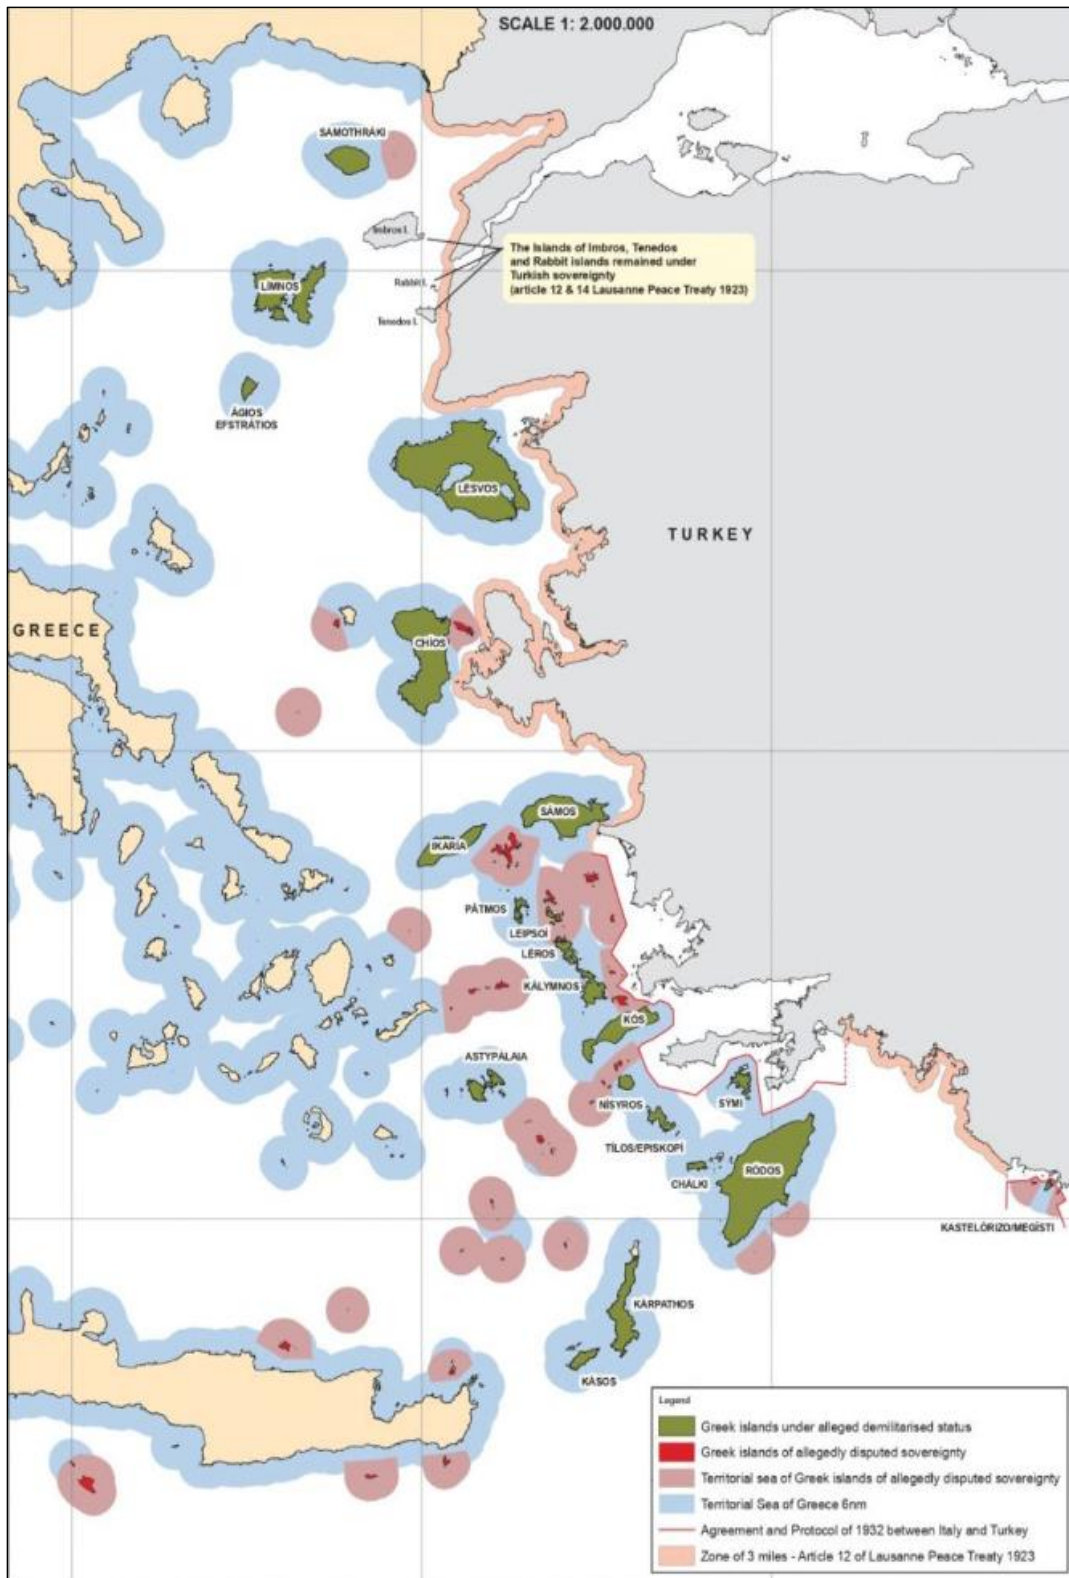 SCALE 1: 2.000.000
SAMOTHRÁKI
Imbros I.
The Islands of Imbros, Tenedos
and Rabbit islands remained under
Turkish sovereignty
(article 12 & 14 Lausanne Peace Treaty 1923)
Rabbit I.
LÍMNOS
Tenedos I.
ÁGIOS
EFSTRÁTIOS
LÉSVOS
TURKEY
GREECE
CHÍOS
SÁMOS
IKARÍA
PÁTMOS
LEIPSOÍ
LÉROS
KÁLYMNOS
KÓS
ASTYPÁLAIA
NÍSYROS
SÝMI
TÍLOS/EPISKOPÍ
CHÁLKI
RÓDOS
KASTELÓRIZO/MEGÍSTI
KÁRPATHOS
KÁSOS
Legend
Greek islands under alleged demilitarised status
Greek islands of allegedly disputed sovereignty
Territorial sea of Greek islands of allegedly disputed sovereignty
Territorial Sea of Greece 6nm
Agreement and Protocol of 1932 between Italy and Turkey
Zone of 3 miles - Article 12 of Lausanne Peace Treaty 1923